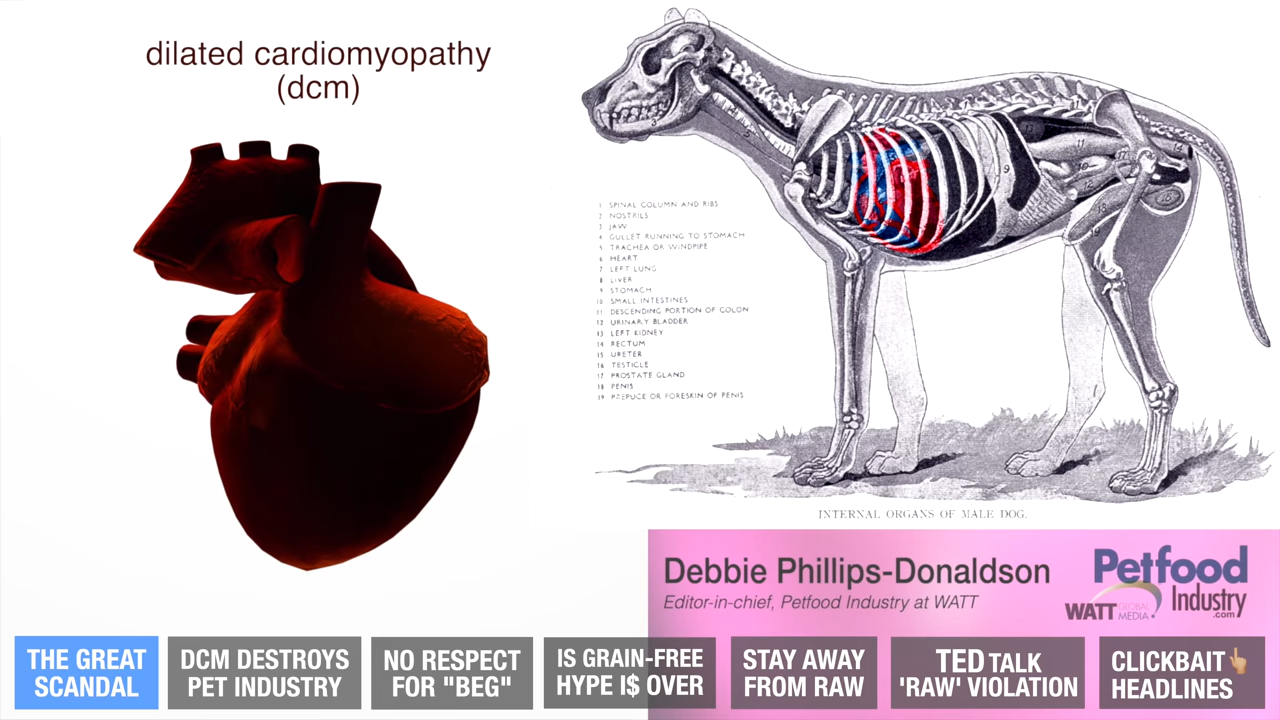 dilated cardiomyopathy
(dcm)
1 SPINAL COLUMN AND RIBS
2 NOSTRILS
3 JAW
4 GULLET RUNNING TO STOMACH
5 TRACHEA OR WINDPIPE
6 HEART
7 LEFT LUNG
8 LIVER
9 STOMACH
10 SMALL INTESTINES
11 DESCENDING PORTION OF COLON
12 URINARY BLADDER
13 LEFT KIDNEY
14 RECTUM
15 URETER
16 TESTICLE
17 PROSTATE GLAND
18 PENIS
19 PREPUCE OR FORESKIN OF PENIS
INTERNAL ORGANS OF MALE DOG.
Debbie Phillips-Donaldson
Editor-in-chief, Petfood Industry at WATT
Petfood
Industry
.com
WATT GLOBAL
MEDIA
THE GREAT
SCANDAL
DCM DESTROYS
PET INDUSTRY
NO RESPECT
FOR "BEG"
IS GRAIN-FREE
HYPE I$ OVER
STAY AWAY
FROM RAW
TED TALK
'RAW' VIOLATION
CLICKBAIT👆🏼
HEADLINES